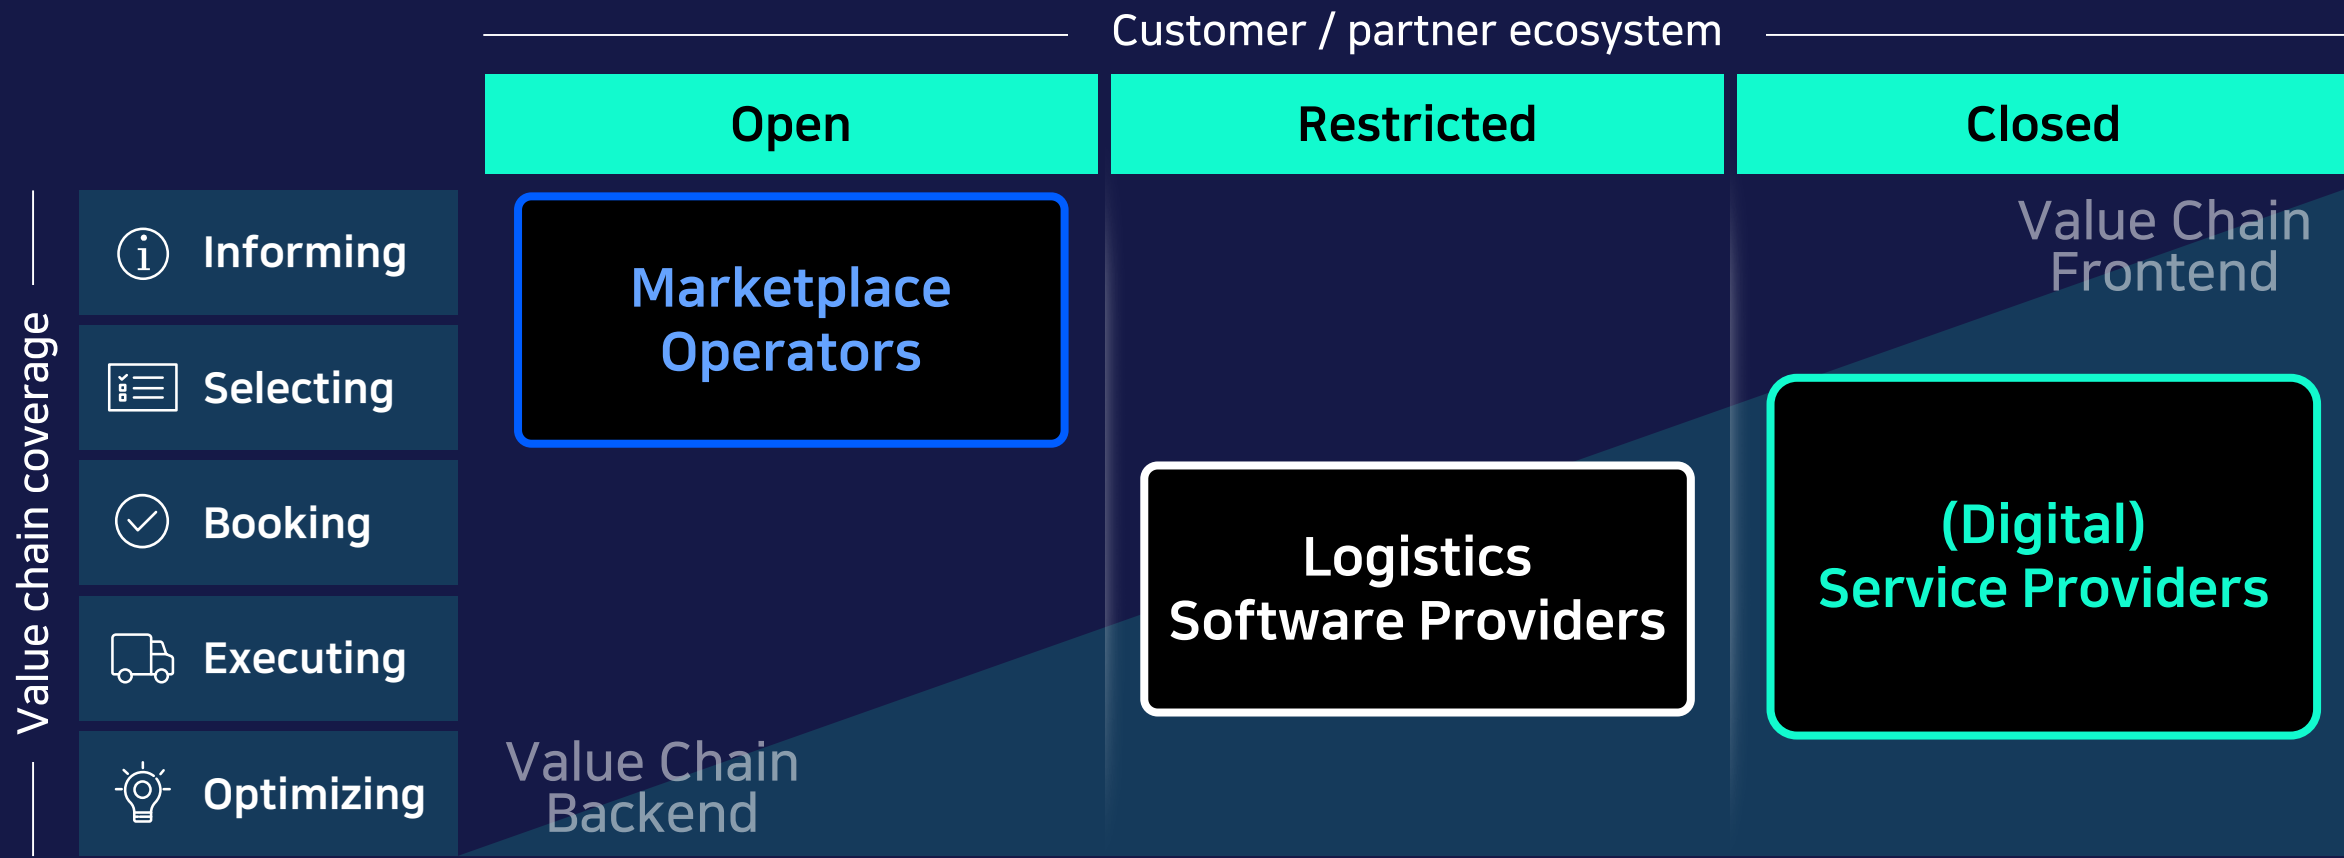 Customer / partner ecosystem
Open
Restricted
Closed
Value chain coverage
Informing
Selecting
Booking
Executing
Optimizing
Marketplace
Operators
Logistics
Software Providers
(Digital)
Service Providers
Value Chain
Frontend
Value Chain
Backend